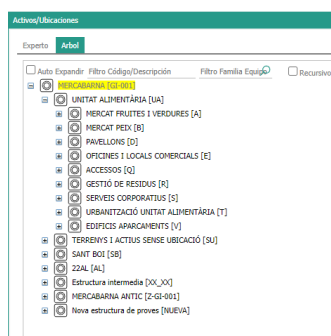 Activos/Ubicaciones
Experto Arbol
Auto Expandir Filtro Código/Descripción Filtro Familia Equipo Recursivo
MERCABARNA [GI-001]
UNITAT ALIMENTÀRIA [UA]
MERCAT FRUITES I VERDURES [A]
MERCAT PEIX [B]
PAVELLONS [D]
OFICINES I LOCALS COMERCIALS [E]
ACCESSOS [Q]
GESTIÓ DE RESIDUS [R]
SERVEIS CORPORATIUS [S]
URBANITZACIÓ UNITAT ALIMENTÀRIA [T]
EDIFICIS APARCAMENTS [V]
TERRENYS I ACTIUS SENSE UBICACIÓ [SU]
SANT BOI [SB]
22AL [AL]
Estructura intermedia [XX_XX]
MERCABARNA ANTIC [Z-GI-001]
Nova estructura de proves [NUEVA]